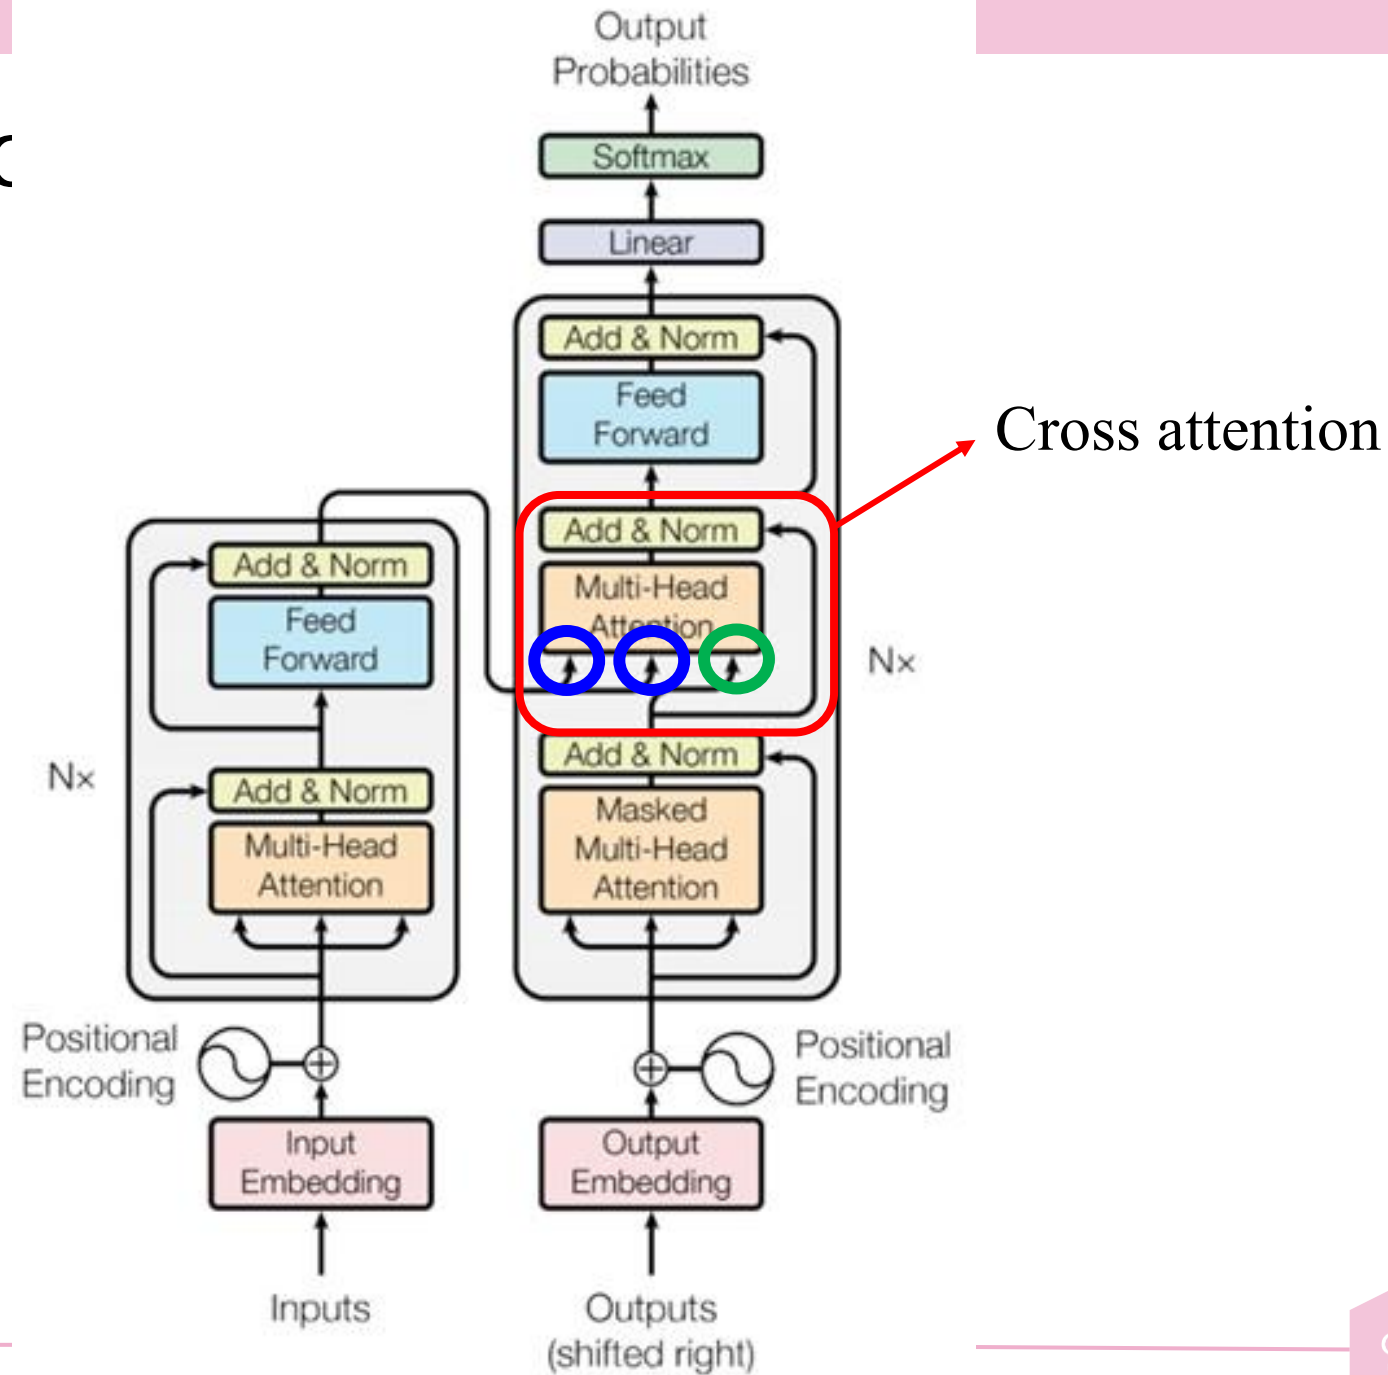 Output
Probabilities
Softmax
Linear
Add & Norm
Feed
Forward
Cross attention
Add & Norm
Multi-Head
Attention
Nx
Add & Norm
Masked
Multi-Head
Attention
Add & Norm
Feed
Forward
Nx
Add & Norm
Multi-Head
Attention
Positional
Encoding
Positional
Encoding
Input
Embedding
Output
Embedding
Inputs
Outputs
(shifted right)